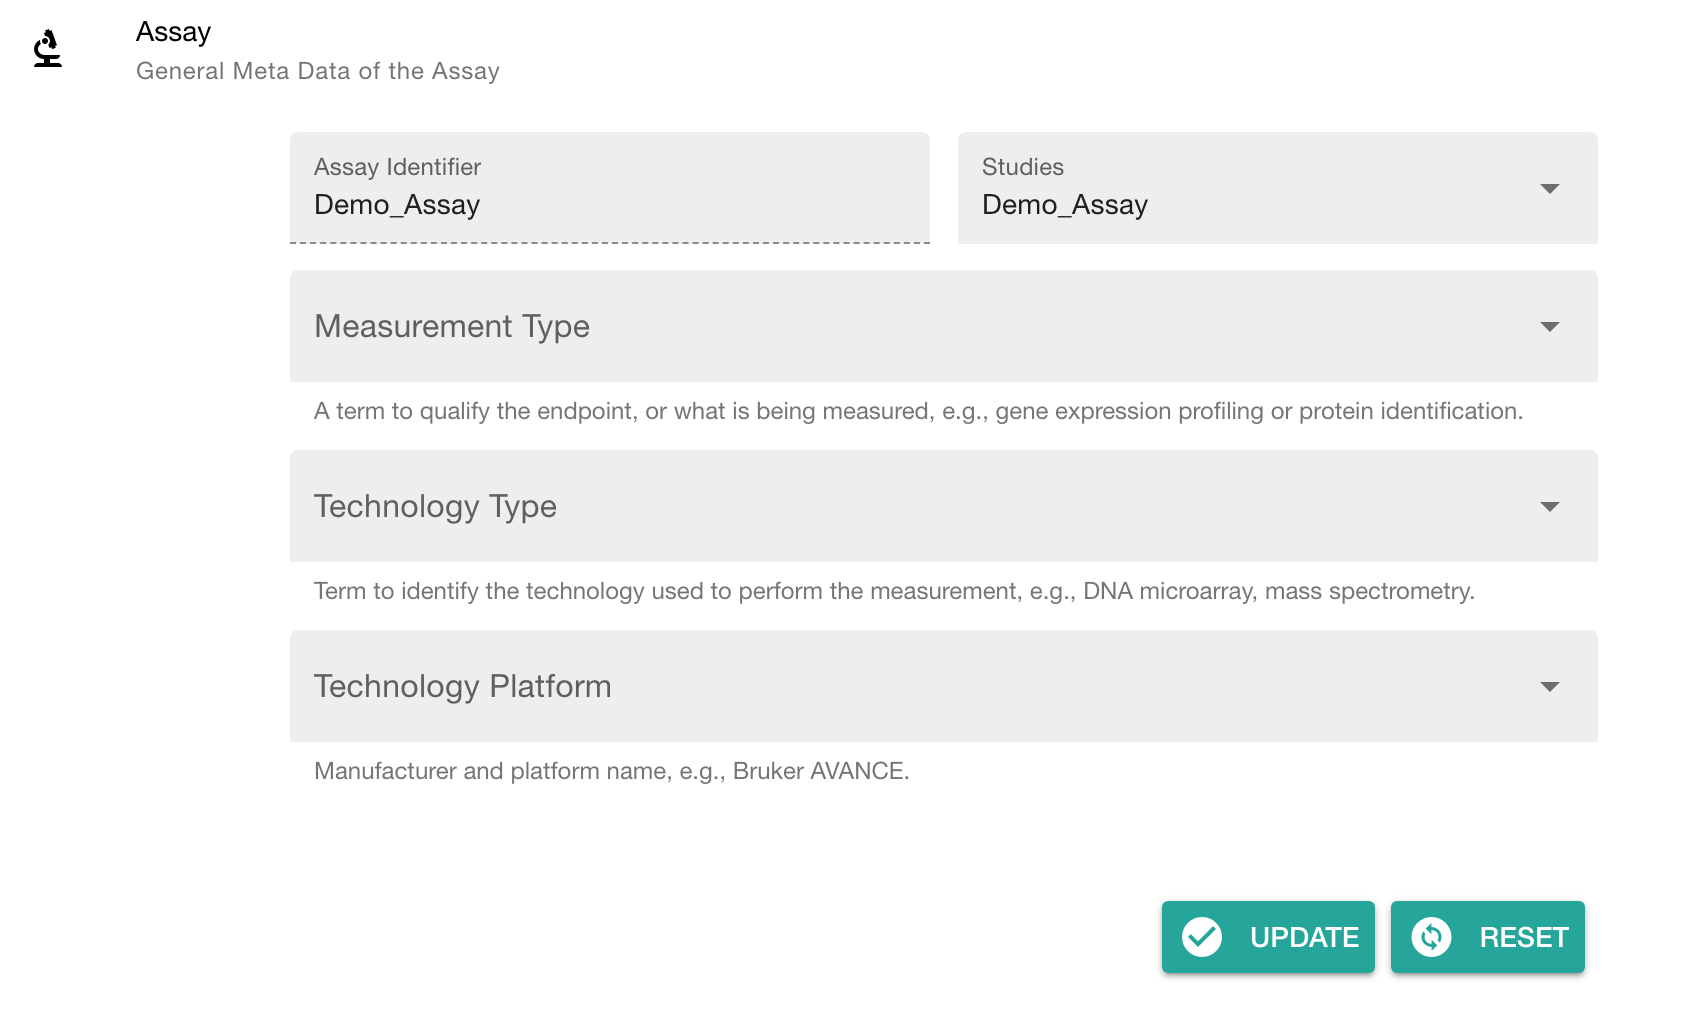 Assay
General Meta Data of the Assay
Assay Identifier
Demo_Assay
Studies
Demo_Assay
Measurement Type
A term to qualify the endpoint, or what is being measured, e.g., gene expression profiling or protein identification.
Technology Type
Term to identify the technology used to perform the measurement, e.g., DNA microarray, mass spectrometry.
Technology Platform
Manufacturer and platform name, e.g., Bruker AVANCE.
UPDATE
RESET